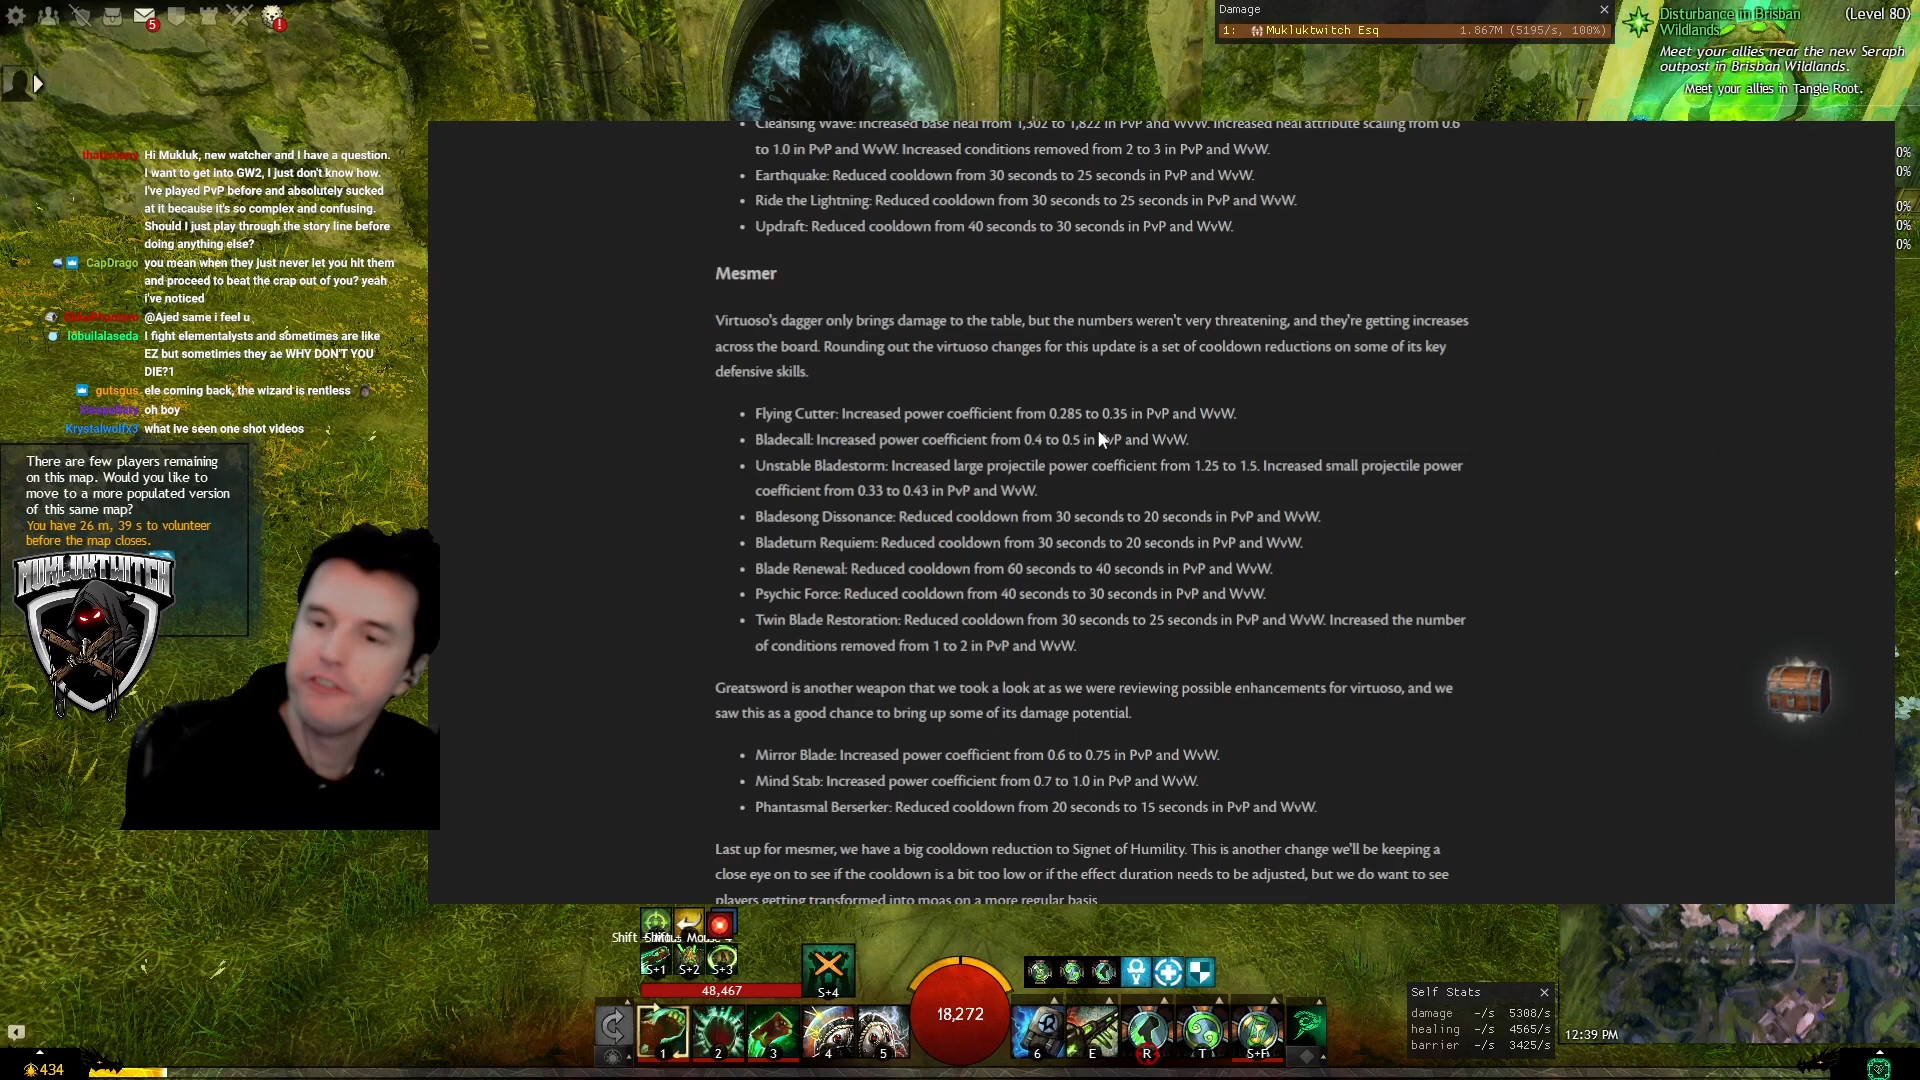 Damage
1: Mukluktwitch Esq 1.867M (5195/s, 100%)
Disturbance in Brisban Wildlands (Level 80)
Meet your allies near the new Seraph
outpost in Brisban Wildlands.
Meet your allies in Tangle Root.
5
Hi Mukluk, new watcher and I have a question.
I want to get into GW2, I just don't know how.
I've played PvP before and absolutely sucked
at it because it's so complex and confusing.
Should I just play through the story line before
doing anything else?
CapDrago you mean when they just never let you hit them
and proceed to beat the crap out of you? yeah
i've noticed
@Ajed same i feel u
lobuilalaseda I fight elementalysts and sometimes are like
EZ but sometimes they ae WHY DON'T YOU
DIE?1
gutsgus ele coming back, the wizard is rentless
oh boy
Krystalwolfx3 what ive seen one shot videos
There are few players remaining
on this map. Would you like to
move to a more populated version
of this same map?
You have 26 m, 39 s to volunteer
before the map closes.
MUKLUKTWITCH
Cleansing Wave: Increased base heal from 1,302 to 1,822 in PvP and WvW. Increased heal attribute scaling from 0.6
to 1.0 in PvP and WvW. Increased conditions removed from 2 to 3 in PvP and WvW.
Earthquake: Reduced cooldown from 30 seconds to 25 seconds in PvP and WvW.
Ride the Lightning: Reduced cooldown from 30 seconds to 25 seconds in PvP and WvW.
Updraft: Reduced cooldown from 40 seconds to 30 seconds in PvP and WvW.
Mesmer
Virtuoso's dagger only brings damage to the table, but the numbers weren't very threatening, and they're getting increases
across the board. Rounding out the virtuoso changes for this update is a set of cooldown reductions on some of its key
defensive skills.
Flying Cutter: Increased power coefficient from 0.285 to 0.35 in PvP and WvW.
Bladecall: Increased power coefficient from 0.4 to 0.5 in PvP and WvW.
Unstable Bladestorm: Increased large projectile power coefficient from 1.25 to 1.5. Increased small projectile power
coefficient from 0.33 to 0.43 in PvP and WvW.
Bladesong Dissonance: Reduced cooldown from 30 seconds to 20 seconds in PvP and WvW.
Bladeturn Requiem: Reduced cooldown from 30 seconds to 20 seconds in PvP and WvW.
Blade Renewal: Reduced cooldown from 60 seconds to 40 seconds in PvP and WvW.
Psychic Force: Reduced cooldown from 40 seconds to 30 seconds in PvP and WvW.
Twin Blade Restoration: Reduced cooldown from 30 seconds to 25 seconds in PvP and WvW. Increased the number
of conditions removed from 1 to 2 in PvP and WvW.
Greatsword is another weapon that we took a look at as we were reviewing possible enhancements for virtuoso, and we
saw this as a good chance to bring up some of its damage potential.
Mirror Blade: Increased power coefficient from 0.6 to 0.75 in PvP and WvW.
Mind Stab: Increased power coefficient from 0.7 to 1.0 in PvP and WvW.
Phantasmal Berserker: Reduced cooldown from 20 seconds to 15 seconds in PvP and WvW.
Last up for mesmer, we have a big cooldown reduction to Signet of Humility. This is another change we'll be keeping a
close eye on to see if the cooldown is a bit too low or if the effect duration needs to be adjusted, but we do want to see
players getting transformed into moas on a more regular basis
0%
0%
0%
0%
0%
S+1 S+2 S+3
S+4
48,467
18,272
1 2 3 4 5 6 E R T S+F
Self Stats
damage -/s 5308/s
healing -/s 4565/s
barrier -/s 3425/s
12:39 PM
434